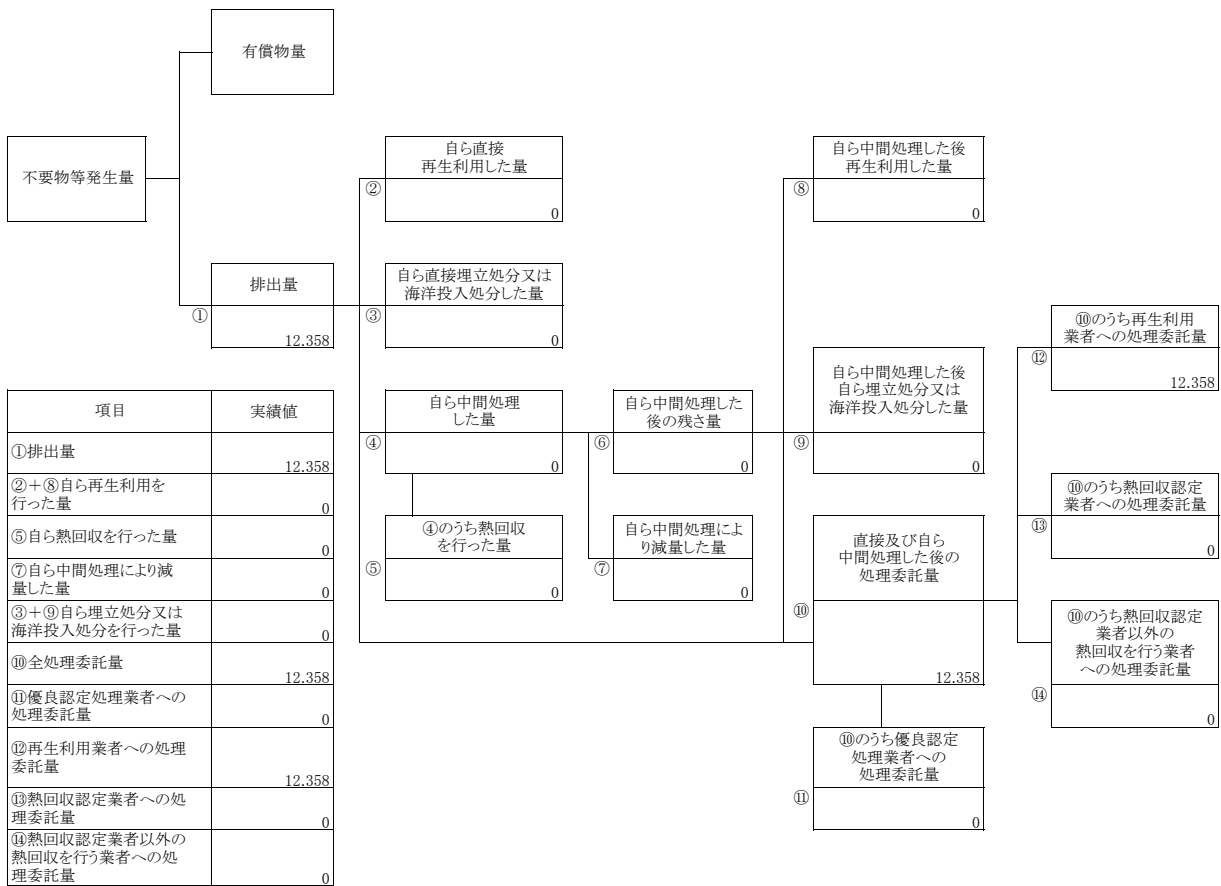 有償物量
不要物等発生量
自ら直接
再生利用した量
②
0
自ら中間処理した後
再生利用した量
⑧
0
排出量
①
12.358
自ら直接埋立処分又は
海洋投入処分した量
③
0
⑩のうち再生利用
業者への処理委託量
⑫
12.358
自ら中間処理
した量
④
0
自ら中間処理した
後の残さ量
⑥
0
自ら中間処理した後
自ら埋立処分又は
海洋投入処分した量
⑨
0
⑩のうち熱回収認定
業者への処理委託量
⑬
0
④のうち熱回収
を行った量
⑤
0
自ら中間処理によ
り減量した量
⑦
0
直接及び自ら
中間処理した後の
処理委託量
⑩
12.358
⑩のうち熱回収認定
業者以外の
熱回収を行う業者
への処理委託量
⑭
0
⑩のうち優良認定
処理業者への
処理委託量
⑪
0
項目 実績値
①排出量
12.358
②+⑧自ら再生利用を
行った量
0
⑤自ら熱回収を行った量
0
⑦自ら中間処理により減
量した量
0
③+⑨自ら埋立処分又は
海洋投入処分を行った量
0
⑩全処理委託量
12.358
⑪優良認定処理業者への
処理委託量
0
⑫再生利用業者への処理
委託量
12.358
⑬熱回収認定業者への処
理委託量
0
⑭熱回収認定業者以外の
熱回収を行う業者への処
理委託量
0